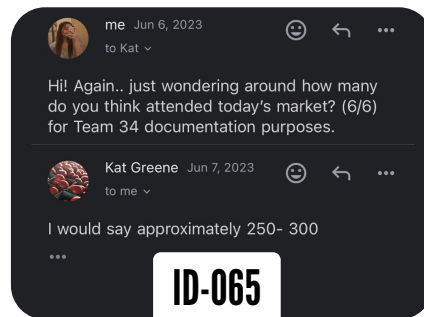 me Jun 6, 2023
to Kat
Hi! Again.. just wondering around how many
do you think attended today's market? (6/6)
for Team 34 documentation purposes.
Kat Greene Jun 7, 2023
to me
I would say approximately 250- 300
ID-065